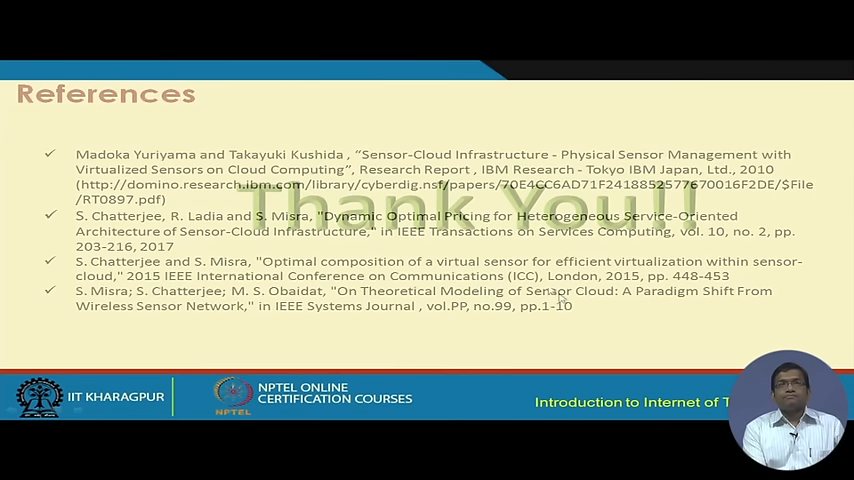 References
Thank You!!
✓ Madoka Yuriyama and Takayuki Kushida , “Sensor-Cloud Infrastructure - Physical Sensor Management with
Virtualized Sensors on Cloud Computing”, Research Report , IBM Research - Tokyo IBM Japan, Ltd., 2010
(http://domino.research.ibm.com/library/cyberdig.nsf/papers/70E4CC6AD71F2418852577670016F2DE/$File
/RT0897.pdf)
✓ S. Chatterjee, R. Ladia and S. Misra, "Dynamic Optimal Pricing for Heterogeneous Service-Oriented
Architecture of Sensor-Cloud Infrastructure," in IEEE Transactions on Services Computing, vol. 10, no. 2, pp.
203-216, 2017
✓ S. Chatterjee and S. Misra, "Optimal composition of a virtual sensor for efficient virtualization within sensor-
cloud," 2015 IEEE International Conference on Communications (ICC), London, 2015, pp. 448-453
✓ S. Misra; S. Chatterjee; M. S. Obaidat, "On Theoretical Modeling of Sensor Cloud: A Paradigm Shift From
Wireless Sensor Network," in IEEE Systems Journal , vol.PP, no.99, pp.1-10
IIT KHARAGPUR
NPTEL
NPTEL ONLINE
CERTIFICATION COURSES
Introduction to Internet of T